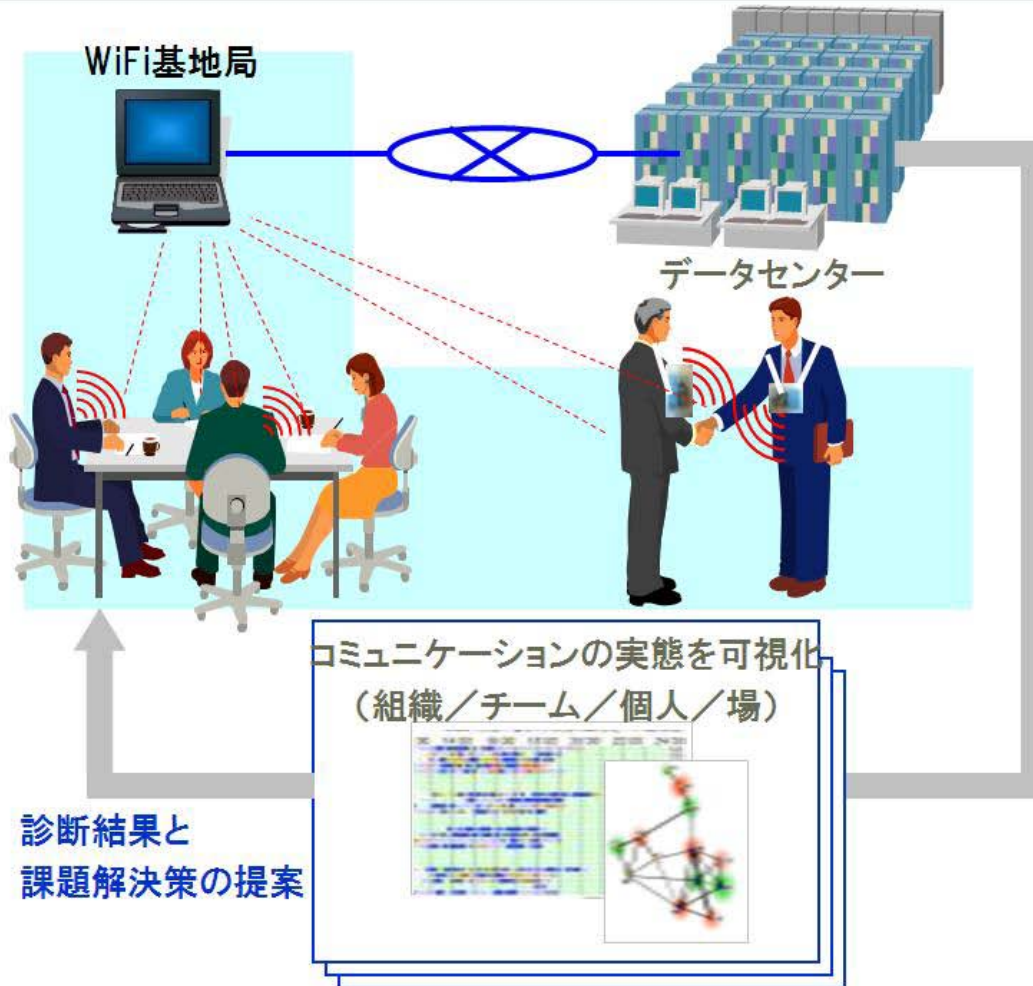 WiFi基地局
データセンター
コミュニケーションの実態を可視化
（組織／チーム／個人／場）
診断結果と
課題解決策の提案